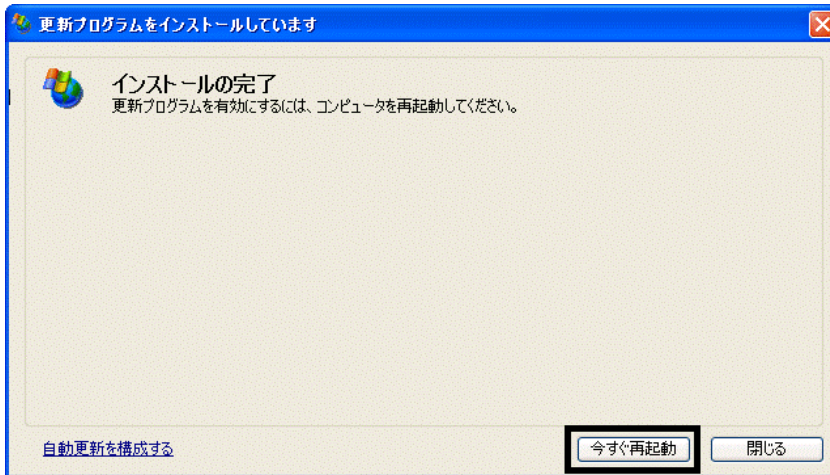 更新プログラムをインストールしています
インストールの完了
更新プログラムを有効にするには、コンピュータを再起動してください。
自動更新を構成する
今すぐ再起動
閉じる